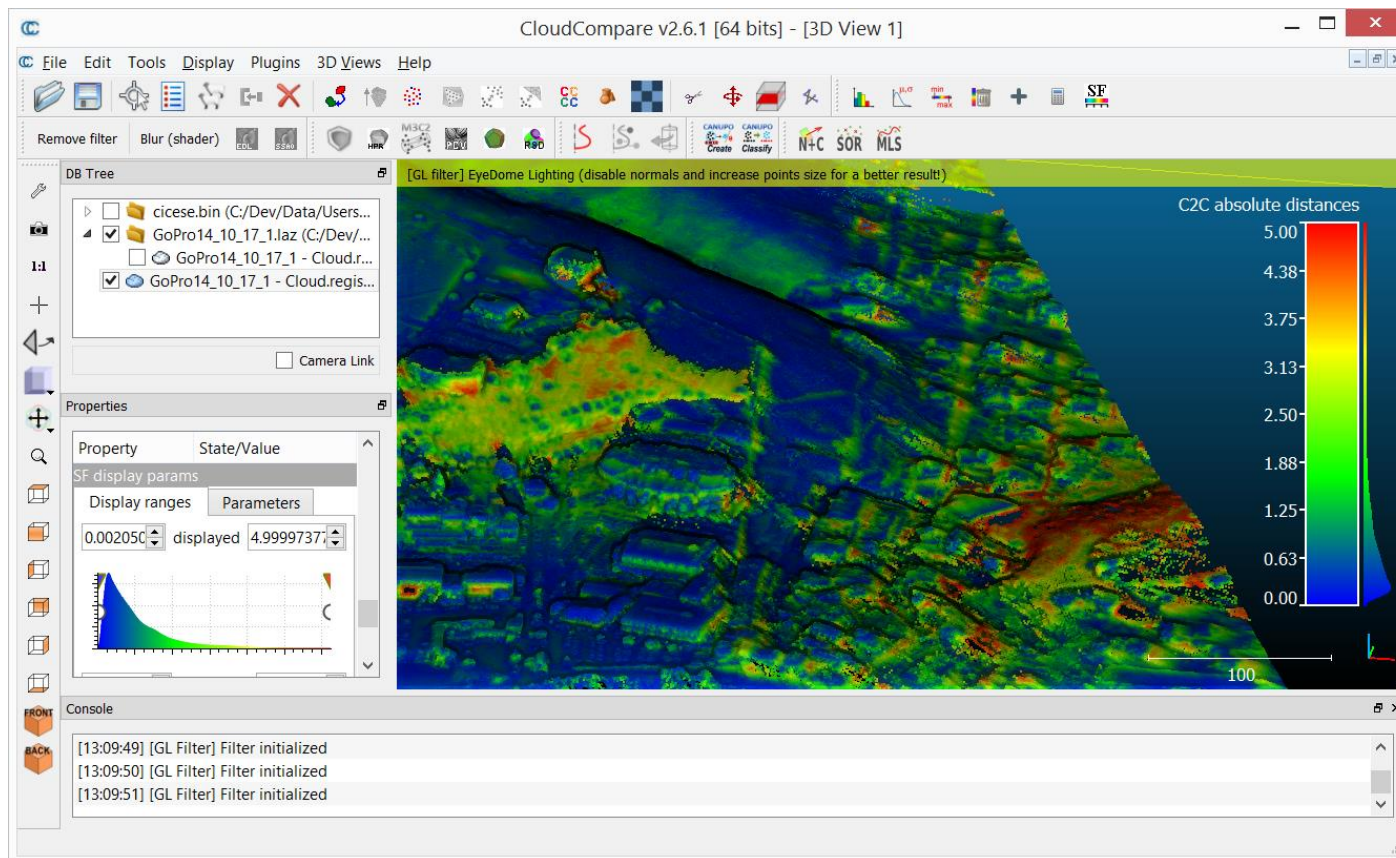 CloudCompare v2.6.1 [64 bits] - [3D View 1]
File Edit Tools Display Plugins 3D Views Help
SF
Remove filter Blur (shader) EDL SSAO HPR M3C2 PCV RSD CANUPO Create CANUPO Classify N+C SOR MLS
DB Tree
cicese.bin (C:/Dev/Data/Users...
GoPro14_10_17_1.laz (C:/Dev/...
GoPro14_10_17_1 - Cloud.r...
GoPro14_10_17_1 - Cloud.regis...
Camera Link
1:1
Properties
Property State/Value
SF display params
Display ranges Parameters
displayed 4.9999737
FRONT
BACK
[GL filter] EyeDome Lighting (disable normals and increase points size for a better result!)
C2C absolute distances
5.00
4.38
3.75
3.13
2.50
1.88
1.25
0.63
0.00
100
Console
[13:09:49] [GL Filter] Filter initialized
[13:09:50] [GL Filter] Filter initialized
[13:09:51] [GL Filter] Filter initialized